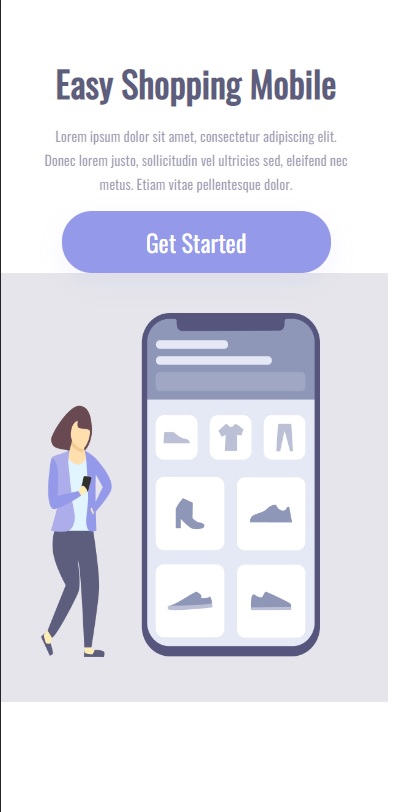 Easy Shopping Mobile
Lorem ipsum dolor sit amet, consectetur adipiscing elit.
Donec lorem justo, sollicitudin vel ultricies sed, eleifend nec
metus. Etiam vitae pellentesque dolor.
Get Started